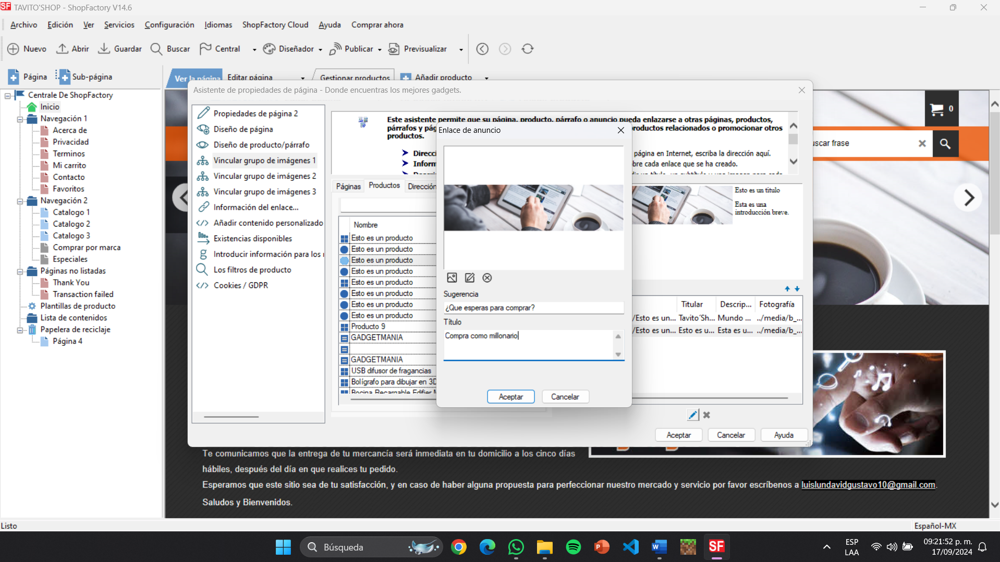 SF TAVITO'SHOP - ShopFactory V14.6
Archivo Edición Ver Servicios Configuración Idiomas ShopFactory Cloud Ayuda Comprar ahora
Nuevo Abrir Guardar Buscar Central Diseñador Publicar Previsualizar
Página Sub-página
Centrale De ShopFactory
Inicio
Navegación 1
Acerca de
Privacidad
Terminos
Mi carrito
Contacto
Favoritos
Navegación 2
Catalogo 1
Catalogo 2
Catalogo 3
Comprar por marca
Especiales
Páginas no listadas
Thank You
Transaction failed
Plantillas de producto
Lista de contenidos
Papelera de reciclaje
Página 4
Ver la página Editar página Gestionar productos Añadir producto
Asistente de propiedades de página - Donde encuentras los mejores gadgets.
Propiedades de página 2
Diseño de página
Diseño de producto/párrafo
Vincular grupo de imágenes 1
Vincular grupo de imágenes 2
Vincular grupo de imágenes 3
Información del enlace...
Añadir contenido personalizado
Existencias disponibles
Introducir información para los
Los filtros de producto
Cookies / GDPR
Este asistente permite que su página, producto, párrafo o anuncio pueda enlazarse a otras páginas, productos,
párrafos y pág roductos relacionados o promocionar otros
productos.
Direcci página en Internet, escriba la dirección aquí.
Inform bre cada enlace que se ha creado.
Páginas Productos Dirección
Nombre
Esto es un producto
Esto es un producto
Esto es un producto
Esto es un producto
Esto es un producto
Esto es un producto
Esto es un producto
Esto es un producto
Producto 9
GADGETMANIA
GADGETMANIA
USB difusor de fragancias
Bolígrafo para dibujar en 3D
Bocina Recargable Edifier M
Enlace de anuncio
Sugerencia
¿Que esperas para comprar?
Título
Compra como millonario
Aceptar Cancelar
Esto es un título
Esta es una
introducción breve.
Titular Descrip... Fotografía
/Esto es un... Tavito´Sh... Mundo ... ../media/b_...
/Esto es un... Esto es u... Esta es u... ../media/b_...
Aceptar Cancelar Ayuda
0
uscar frase
Te comunicamos que la entrega de tu mercancía será inmediata en tu domicilio a los cinco días
hábiles, después del día en que realices tu pedido.
Esperamos que este sitio sea de tu satisfacción, y en caso de haber alguna propuesta para perfeccionar nuestro mercado y servicio por favor escríbenos a luislundavidgustavo10@gmail.com.
Saludos y Bienvenidos.
Listo
Español-MX
Búsqueda
SF
ESP
LAA
09:21:52 p. m.
17/09/2024